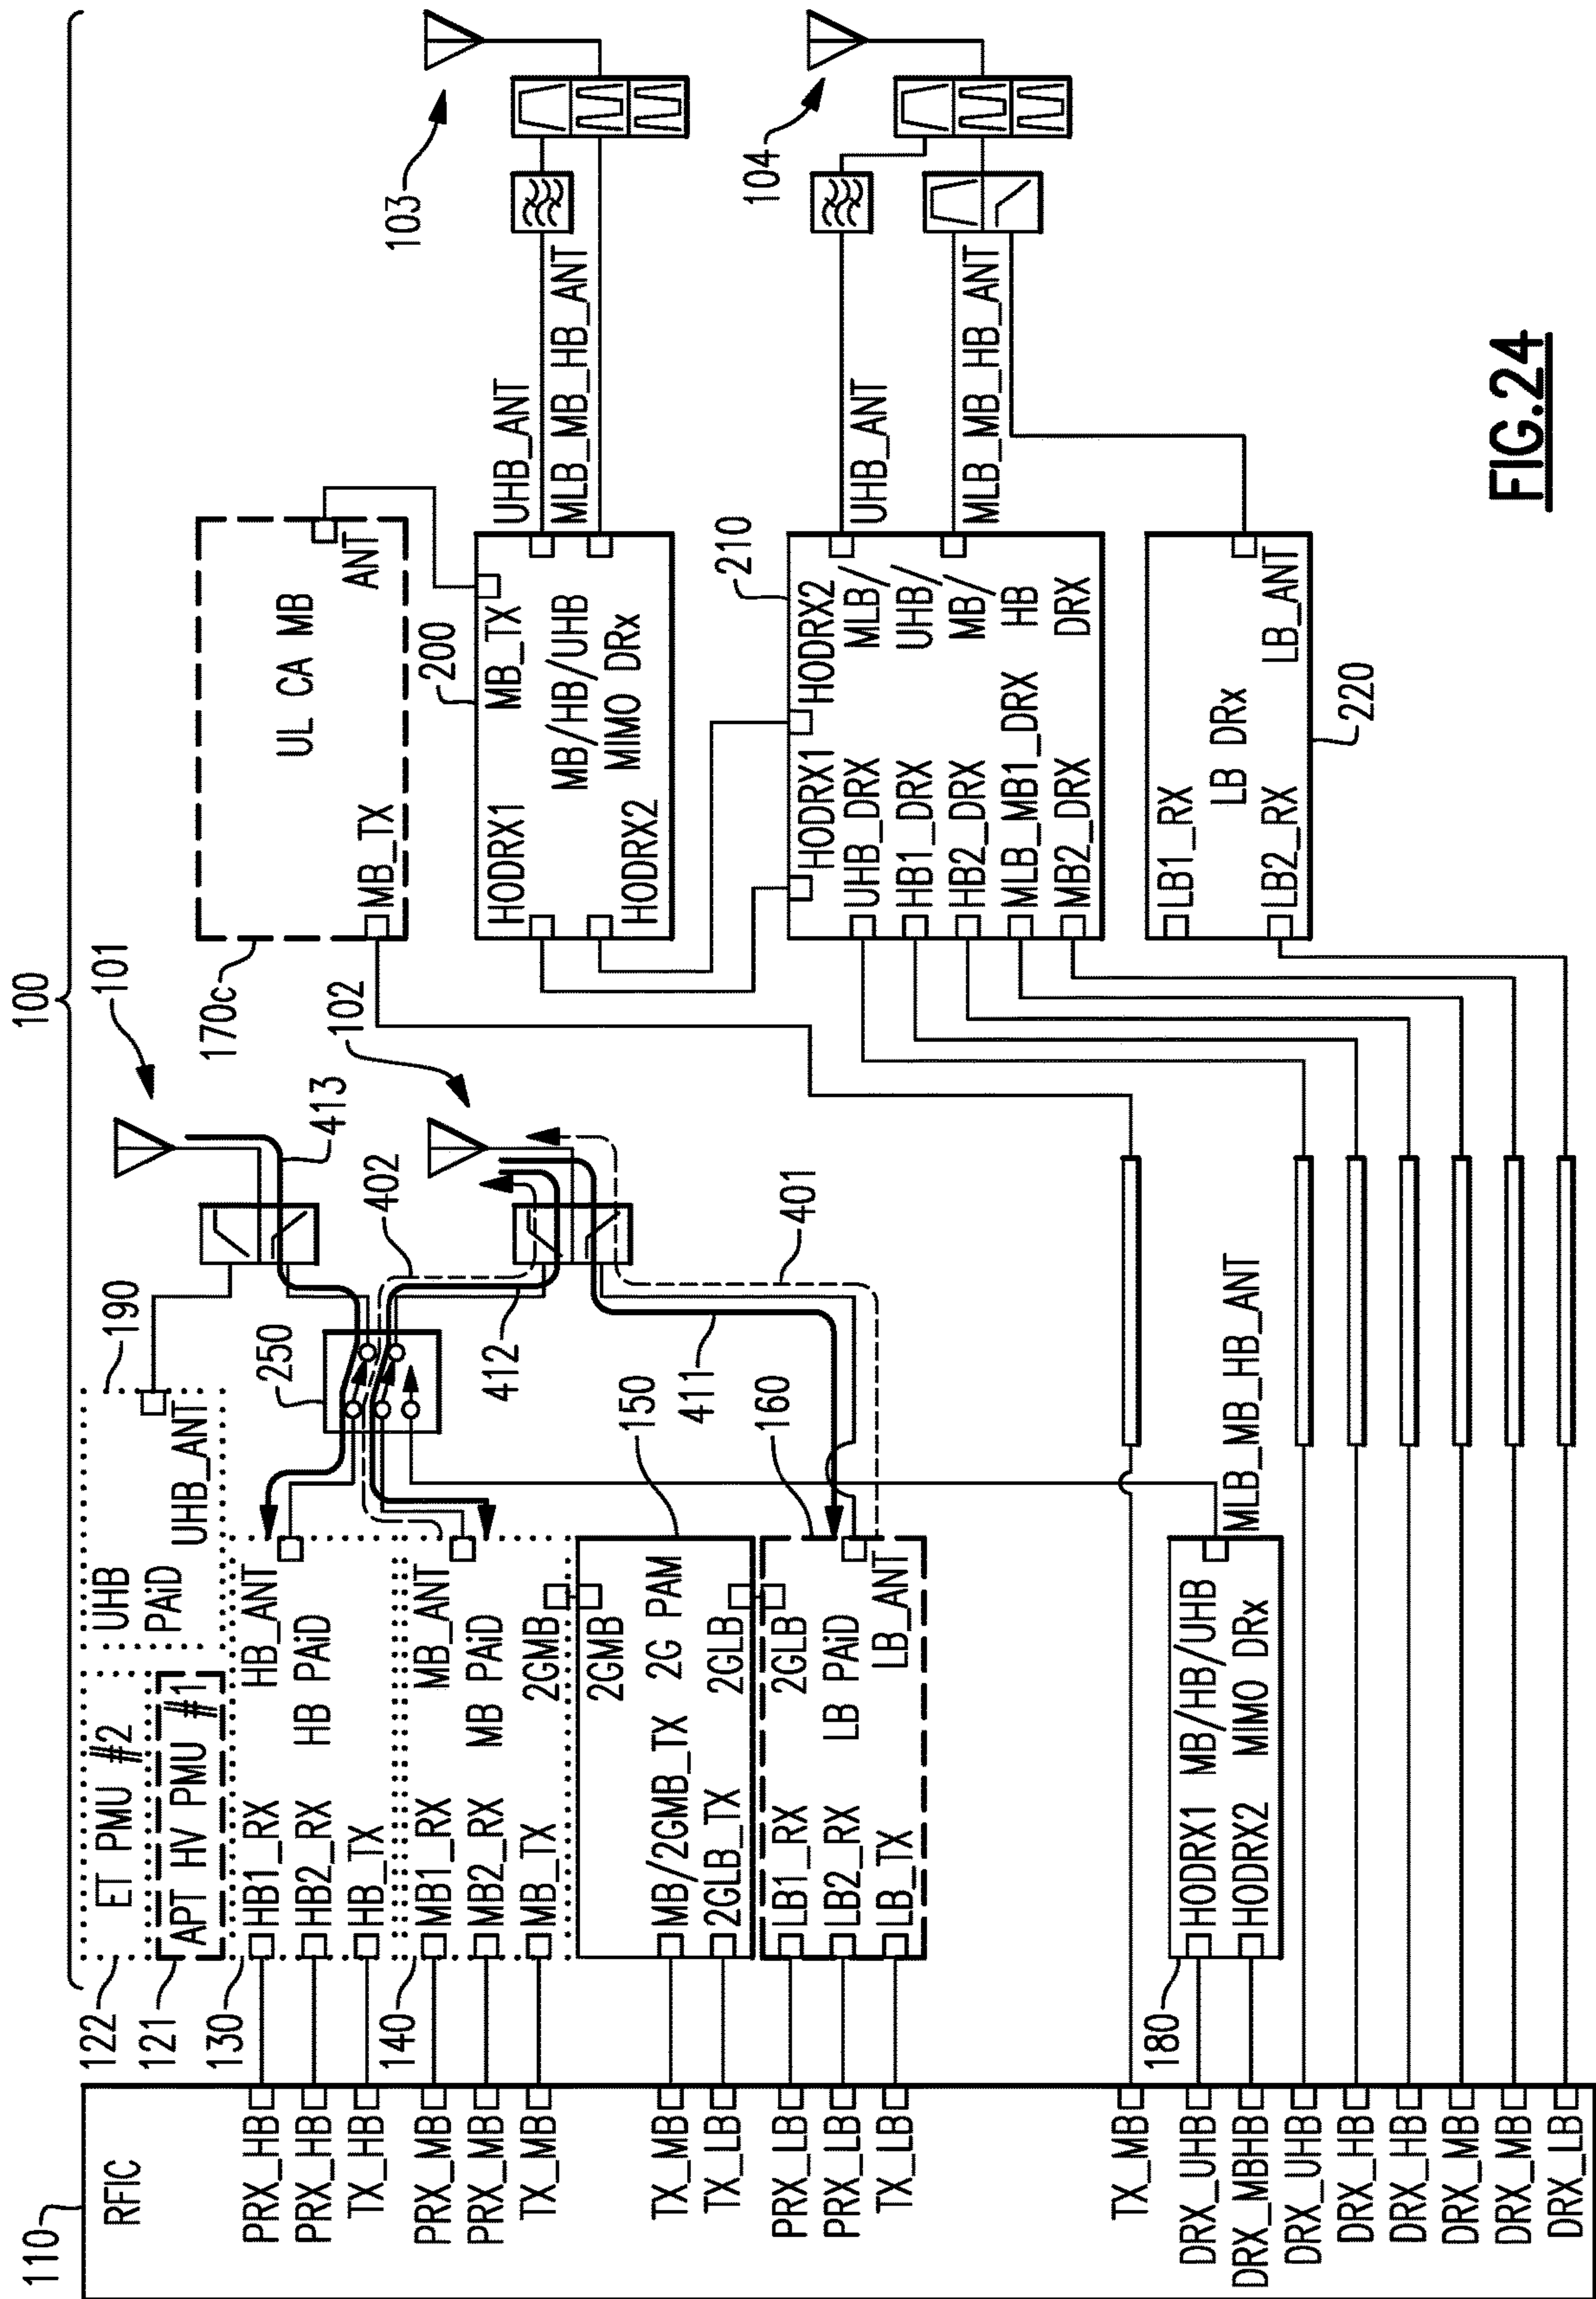 100
110
RFIC
PRX_HB
PRX_HB
TX_HB
PRX_MB
PRX_MB
TX_MB
TX_MB
TX_LB
PRX_LB
PRX_LB
TX_LB
TX_MB
DRX_UHB
DRX_MBHB
DRX_UHB
DRX_HB
DRX_HB
DRX_MB
DRX_MB
DRX_LB
122
121
130
140
180
ET PMU #2
APT HV PMU #1
UHB
PAiD
UHB_ANT
190
HB1_RX
HB2_RX
HB_TX
HB_ANT
HB PAiD
MB1_RX
MB2_RX
MB_TX
MB_ANT
MB PAiD
2GMB
2GMB
MB/2GMB_TX
2GLB_TX
2G PAM
2GLB
150
2GLB
LB1_RX
LB2_RX
LB_TX
LB PAiD
LB_ANT
160
HODRX1
HODRX2
MB/HB/UHB
MIMO DRx
MLB_MB_HB_ANT
250
101
413
402
102
412
411
401
170c
MB_TX
UL CA MB
ANT
200
HODRX1
HODRX2
MB_TX
MB/HB/UHB
MIMO DRx
UHB_ANT
MLB_MB_HB_ANT
103
210
HODRX1
HODRX2
UHB_DRX
HB1_DRX
HB2_DRX
MLB_MB1_DRX
MB2_DRX
MLB/
UHB/
MB/
HB
DRX
UHB_ANT
MLB_MB_HB_ANT
104
LB1_RX
LB2_RX
LB DRx
LB_ANT
220
FIG.24